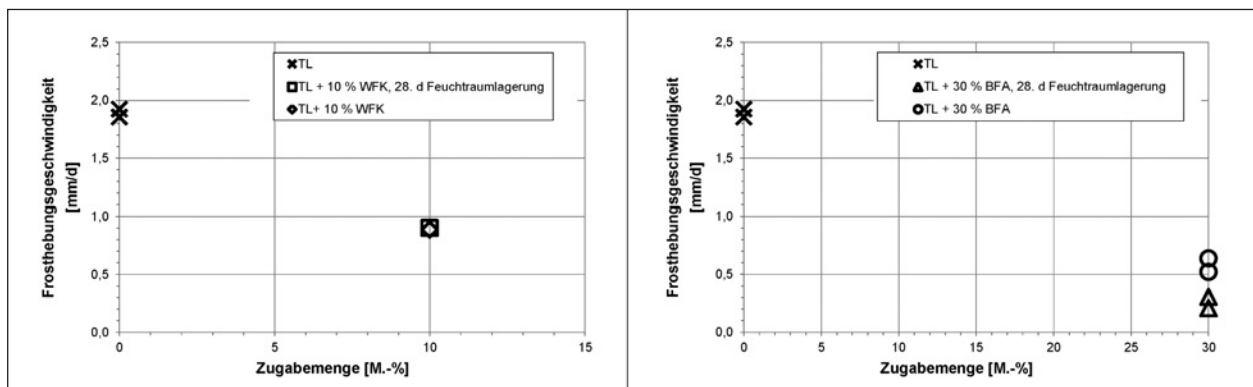 Frosthebungsgeschwindigkeit
[mm/d]
2,5
2,0
1,5
1,0
0,5
0,0
TL
TL + 10 % WFK, 28. d Feuchtraumlagerung
TL+ 10 % WFK
0
5
10
15
Zugabemenge [M.-%]
Frosthebungsgeschwindigkeit
[mm/d]
2,5
2,0
1,5
1,0
0,5
0,0
TL
TL + 30 % BFA, 28. d Feuchtraumlagerung
TL + 30 % BFA
0
5
10
15
20
25
30
Zugabemenge [M.-%]